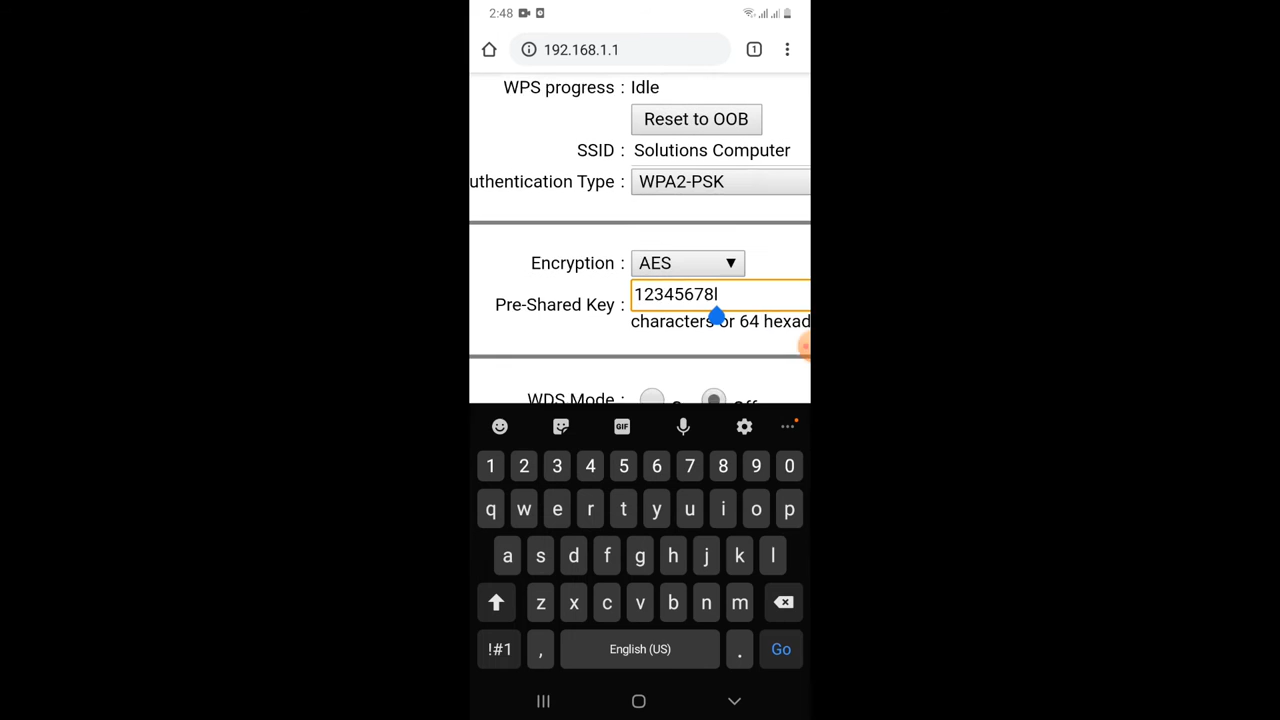 2:48
192.168.1.1
1
WPS progress : Idle
Reset to OOB
SSID : Solutions Computer
uthentication Type : WPA2-PSK
Encryption : AES ▼
Pre-Shared Key : 12345678
characters or 64 hexad
WDS Mode : Off
GIF
1 2 3 4 5 6 7 8 9 0
q w e r t y u i o p
a s d f g h j k l
z x c v b n m
!#1 , English (US) . Go